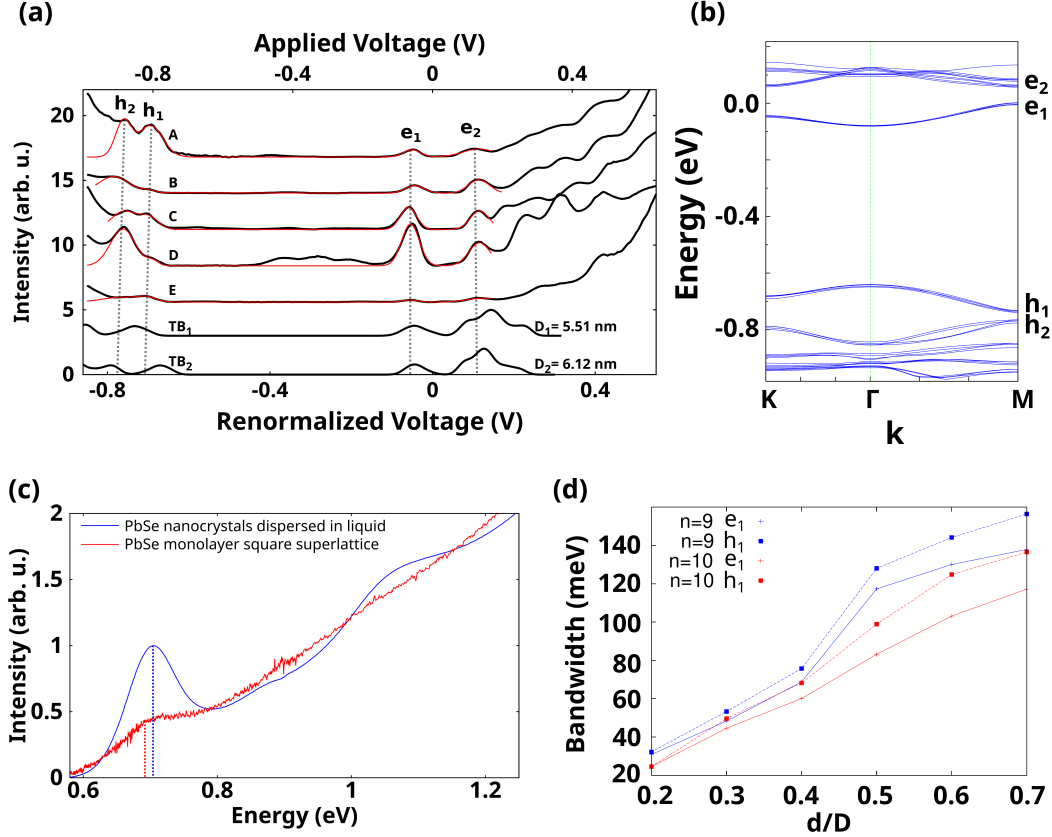 (a)
Applied Voltage (V)
-0.8 -0.4 0 0.4
Intensity (arb. u.)
20
15
10
5
0
h2 h1 e1 e2
A
B
C
D
E
TB1 D1= 5.51 nm
TB2 D2= 6.12 nm
-0.8 -0.4 0 0.4
Renormalized Voltage (V)
(b)
Energy (eV)
0.0
-0.4
-0.8
e2
e1
h1
h2
K Γ M
k
(c)
Intensity (arb. u.)
2
1.5
1
0.5
0
PbSe nanocrystals dispersed in liquid
PbSe monolayer square superlattice
0.6 0.8 1 1.2
Energy (eV)
(d)
Bandwidth (meV)
140
120
100
80
60
40
20
n=9 e1
n=9 h1
n=10 e1
n=10 h1
0.2 0.3 0.4 0.5 0.6 0.7
d/D